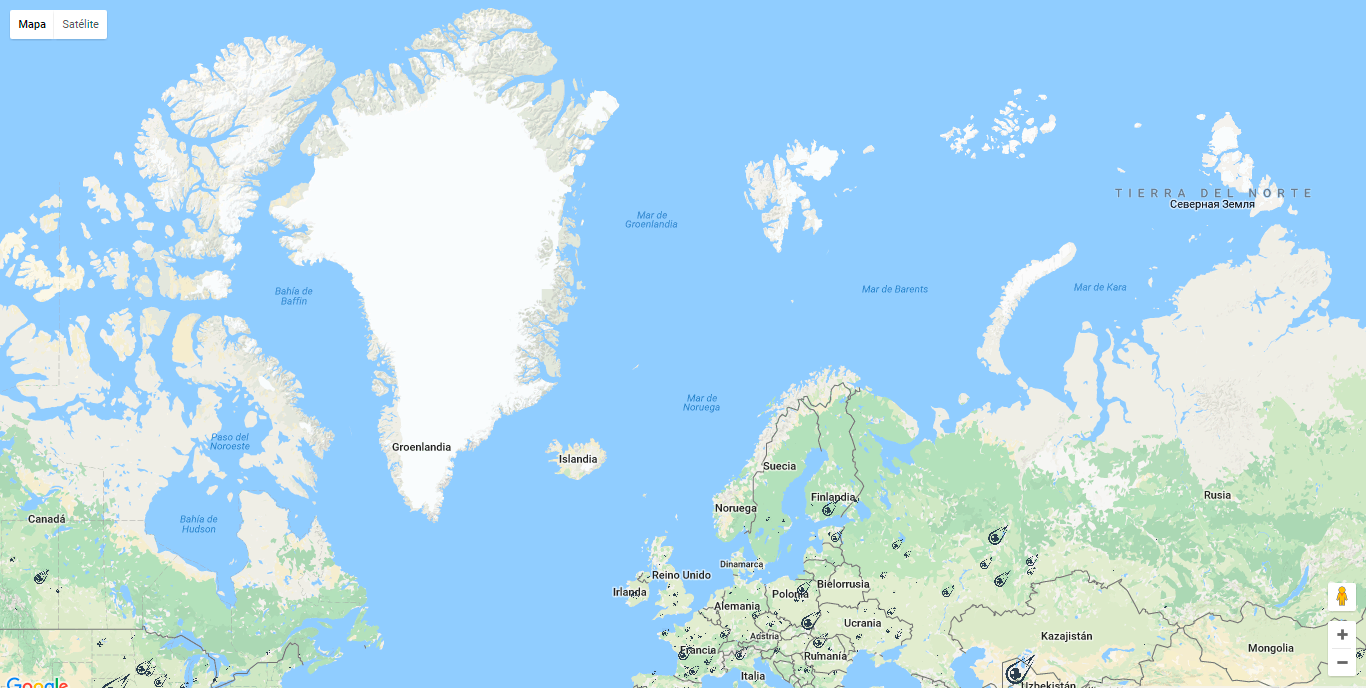 Mapa Satélite
TIERRA DEL NORTE
Северная Земля
Mar de
Groenlandia
Bahía de
Baffin
Mar de Barents
Mar de Kara
Mar de
Noruega
Paso del
Noroeste
Groenlandia
Islandia
Suecia
Finlandia
Noruega
Rusia
Canadá
Bahía de
Hudson
Dinamarca
Reino Unido
Irlanda
Bielorrusia
Polonia
Alemania
Ucrania
Austria
Kazajistán
Francia
Rumanía
Mongolia
Italia
Uzbekistán
Google